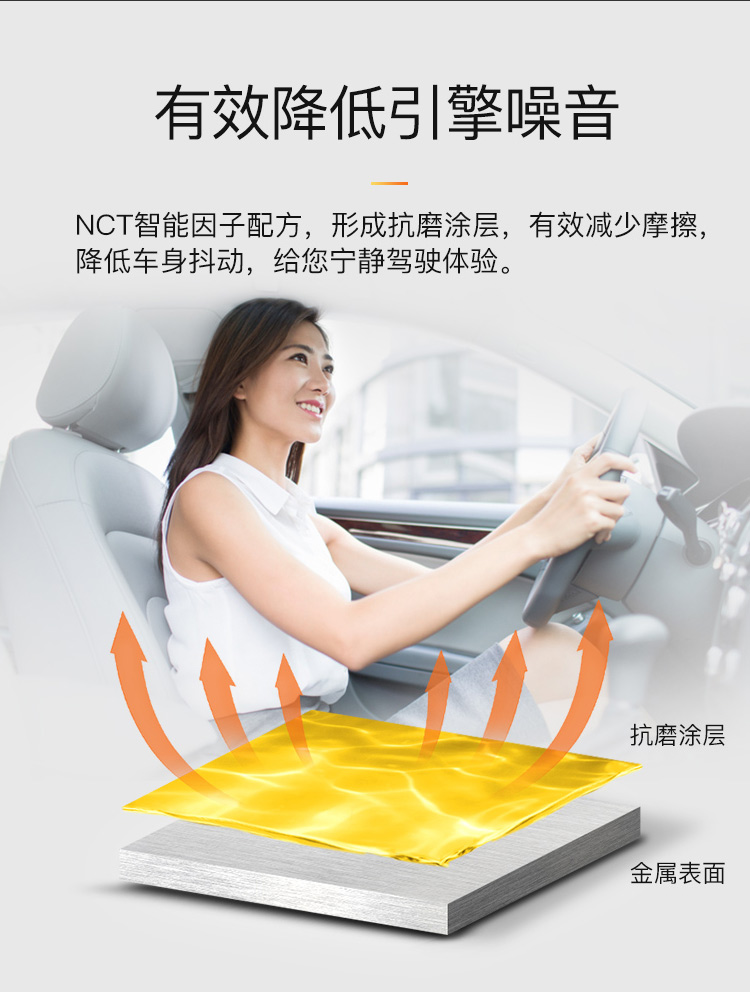 有效降低引擎噪音
NCT智能因子配方，形成抗磨涂层，有效减少摩擦，
降低车身抖动，给您宁静驾驶体验。
抗磨涂层
金属表面